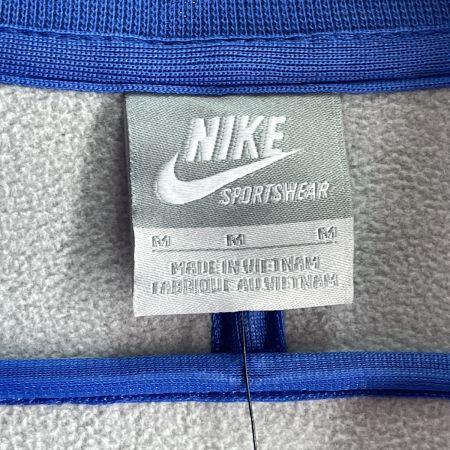 NIKE
SPORTSWEAR
M M M
MADE IN VIETNAM
FABRIQUE AU VIETNAM